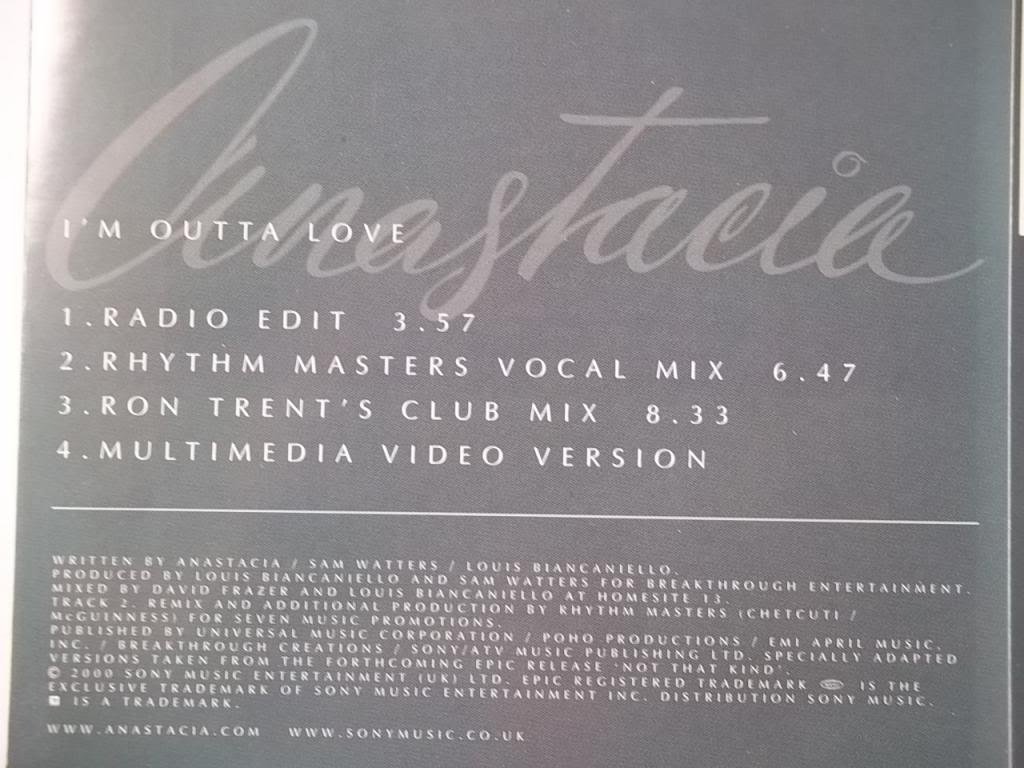 Anastacia
I'M OUTTA LOVE
1.RADIO EDIT 3.57
2.RHYTHM MASTERS VOCAL MIX 6.47
3.RON TRENT'S CLUB MIX 8.33
4.MULTIMEDIA VIDEO VERSION
WRITTEN BY ANASTACIA / SAM WATTERS / LOUIS BIANCANIELLO.
PRODUCED BY LOUIS BIANCANIELLO AND SAM WATTERS FOR BREAKTHROUGH ENTERTAINMENT.
MIXED BY DAVID FRAZER AND LOUIS BIANCANIELLO AT HOMESITE 13.
TRACK 2. REMIX AND ADDITIONAL PRODUCTION BY RHYTHM MASTERS (CHETCUTI /
McGUINNESS) FOR SEVEN MUSIC PROMOTIONS.
PUBLISHED BY UNIVERSAL MUSIC CORPORATION / POHO PRODUCTIONS / EMI APRIL MUSIC,
INC. / BREAKTHROUGH CREATIONS / SONY/ATV MUSIC PUBLISHING LTD. SPECIALLY ADAPTED
VERSIONS TAKEN FROM THE FORTHCOMING EPIC RELEASE 'NOT THAT KIND'.
© 2000 SONY MUSIC ENTERTAINMENT (UK) LTD. EPIC REGISTERED TRADEMARK IS THE
EXCLUSIVE TRADEMARK OF SONY MUSIC ENTERTAINMENT INC. DISTRIBUTION SONY MUSIC.
IS A TRADEMARK.
WWW.ANASTACIA.COM WWW.SONYMUSIC.CO.UK